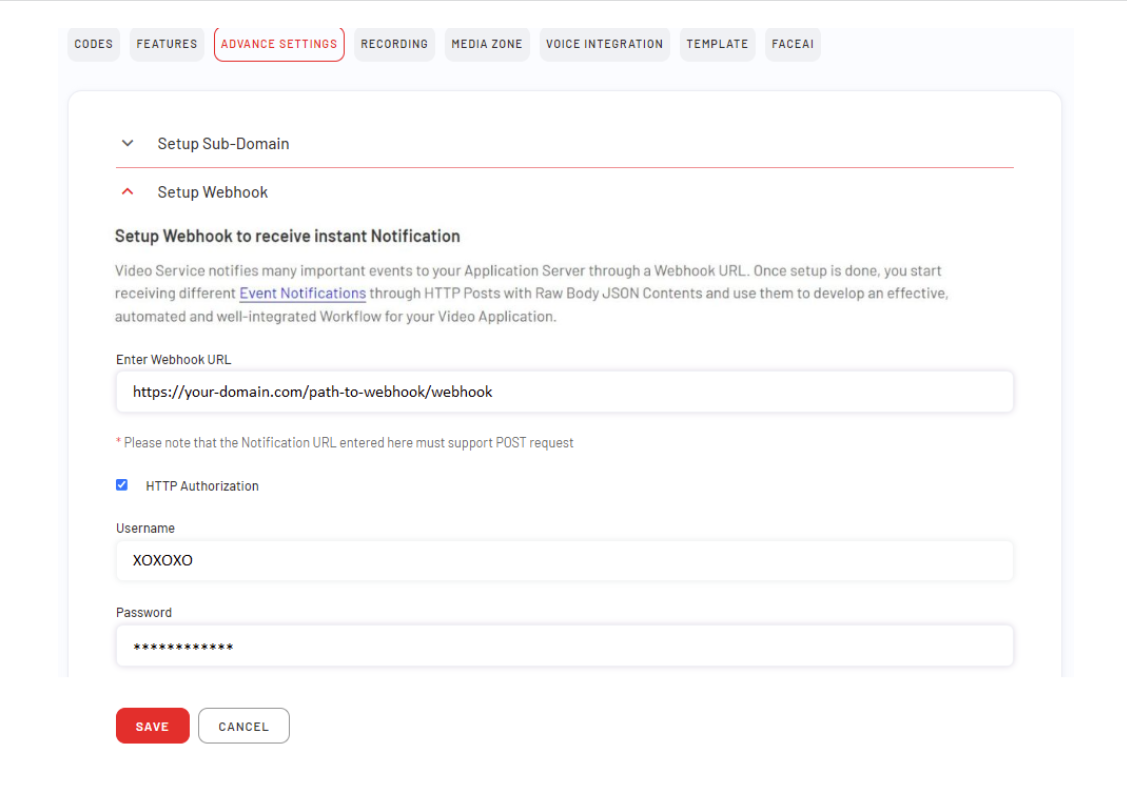 CODES FEATURES ADVANCE SETTINGS RECORDING MEDIA ZONE VOICE INTEGRATION TEMPLATE FACEAI
Setup Sub-Domain
Setup Webhook
Setup Webhook to receive instant Notification
Video Service notifies many important events to your Application Server through a Webhook URL. Once setup is done, you start
receiving different Event Notifications through HTTP Posts with Raw Body JSON Contents and use them to develop an effective,
automated and well-integrated Workflow for your Video Application.
Enter Webhook URL
https://your-domain.com/path-to-webhook/webhook
* Please note that the Notification URL entered here must support POST request
HTTP Authorization
Username
XOXOXO
Password
************
SAVE CANCEL